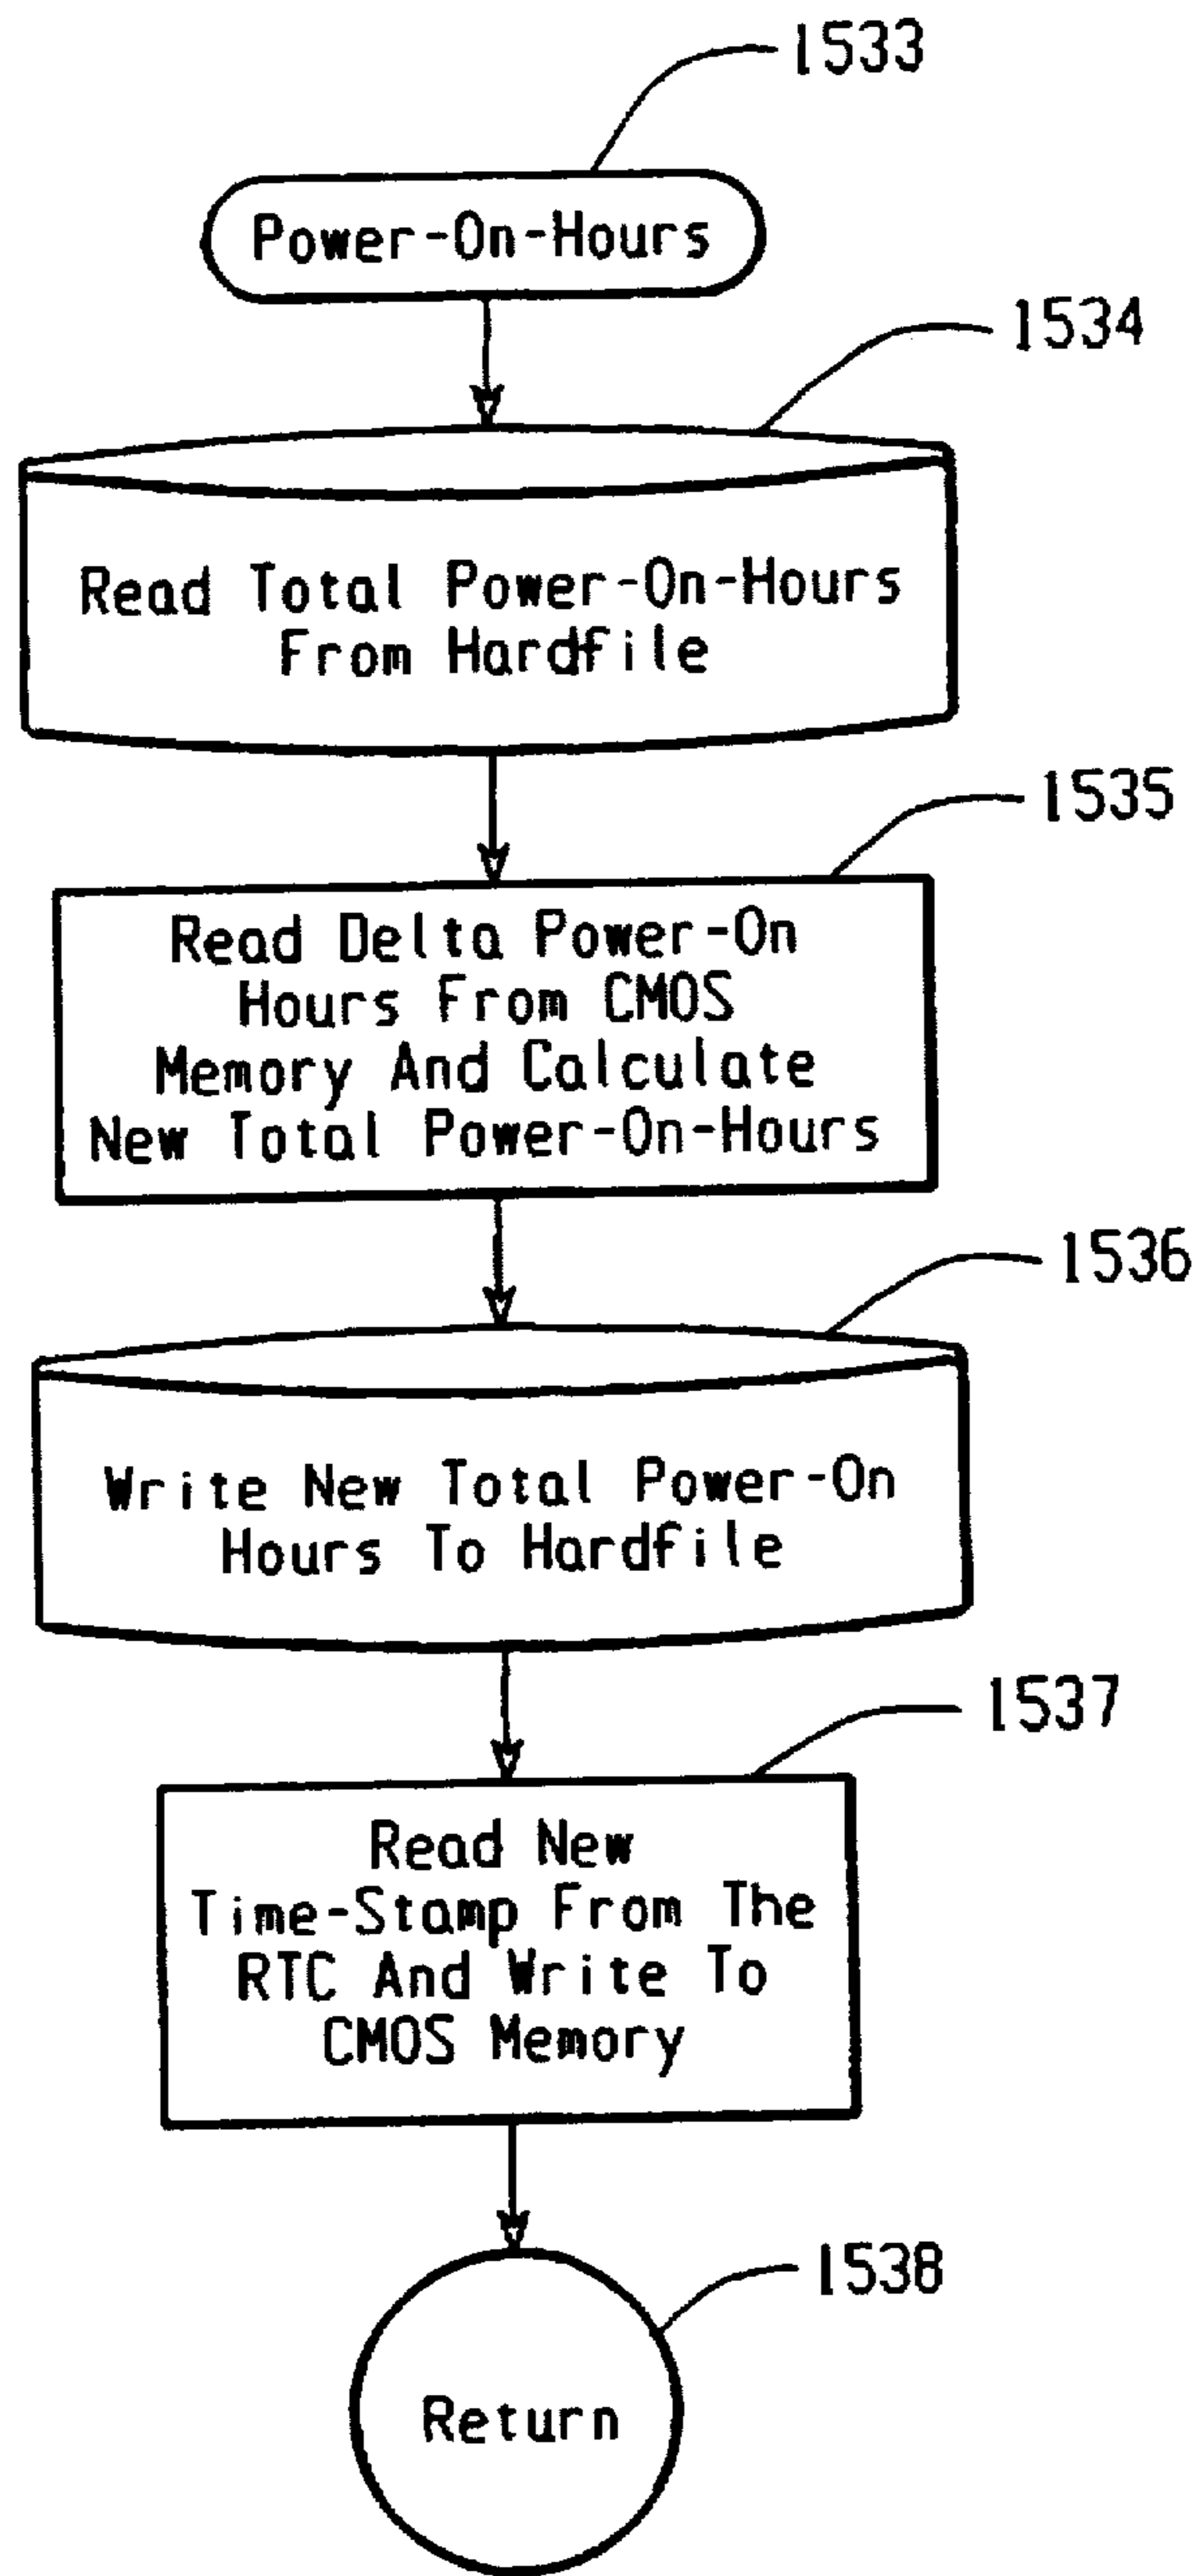 1533
Power-On-Hours
1534
Read Total Power-On-Hours
From Hardfile
1535
Read Delta Power-On
Hours From CMOS
Memory And Calculate
New Total Power-On-Hours
1536
Write New Total Power-On
Hours To Hardfile
1537
Read New
Time-Stamp From The
RTC And Write To
CMOS Memory
1538
Return